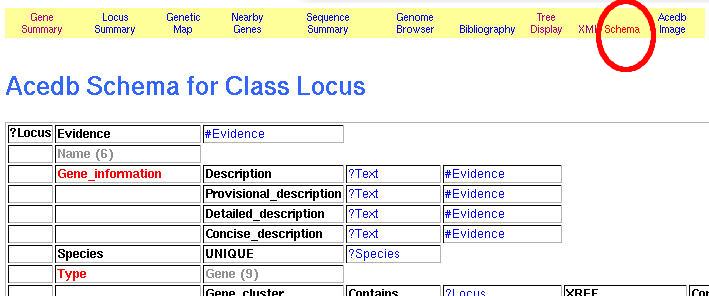 Gene Summary Locus Summary Genetic Map Nearby Genes Sequence Summary Genome Browser Bibliography Tree Display XML Schema Acedb Image
Acedb Schema for Class Locus
?Locus Evidence #Evidence
Name (6)
Gene_information Description ?Text #Evidence
Provisional_description ?Text #Evidence
Detailed_description ?Text #Evidence
Concise_description ?Text #Evidence
Species UNIQUE ?Species
Type Gene (9)
Gene_cluster Contains ?Locus XREF